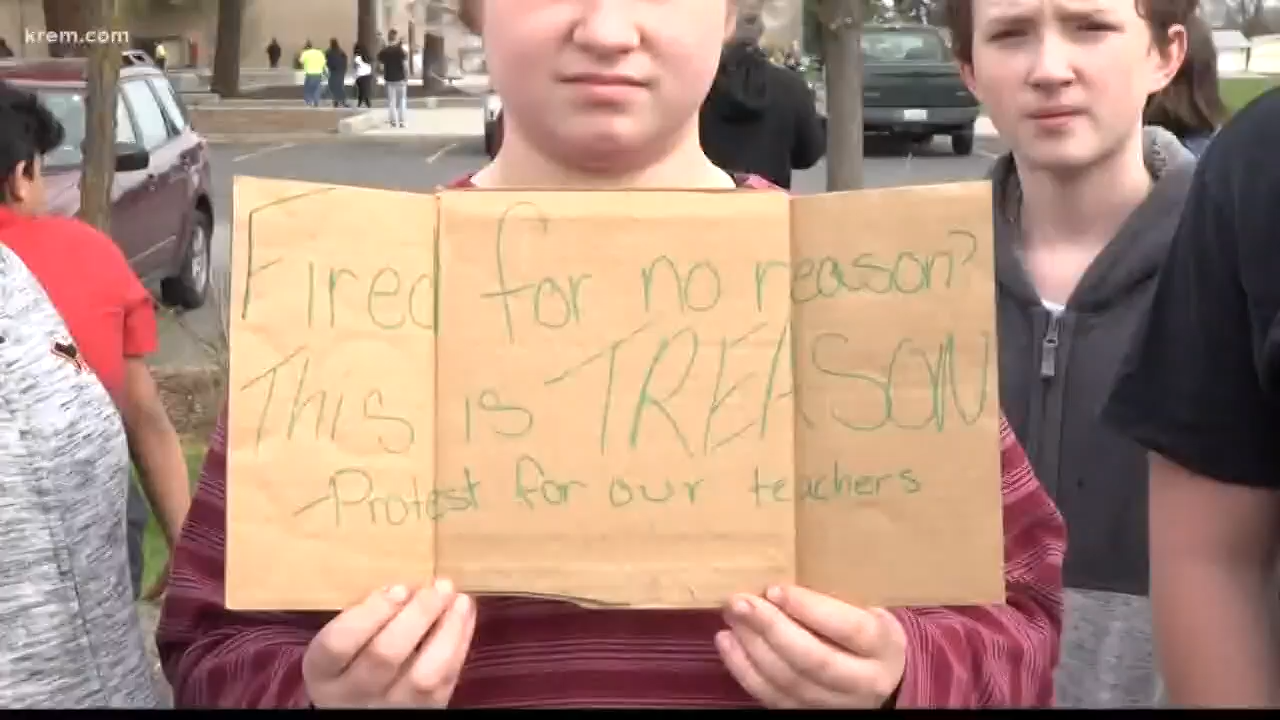 krem.com
Fired for no reason?
This is TREASON
-Protest for our teachers